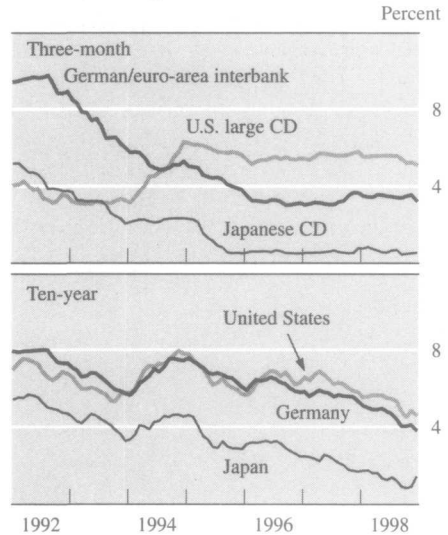 Percent
Three-month
German/euro-area interbank
8
U.S. large CD
4
Japanese CD
Ten-year
United States
8
Germany
4
Japan
1992 1994 1996 1998